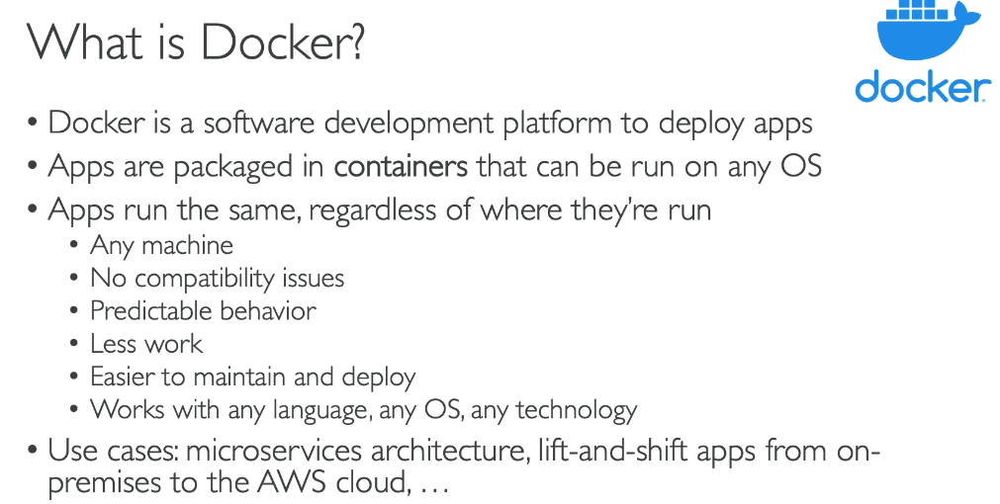 What is Docker?
docker
• Docker is a software development platform to deploy apps
• Apps are packaged in containers that can be run on any OS
• Apps run the same, regardless of where they're run
• Any machine
• No compatibility issues
• Predictable behavior
• Less work
• Easier to maintain and deploy
• Works with any language, any OS, any technology
• Use cases: microservices architecture, lift-and-shift apps from on-
premises to the AWS cloud, …